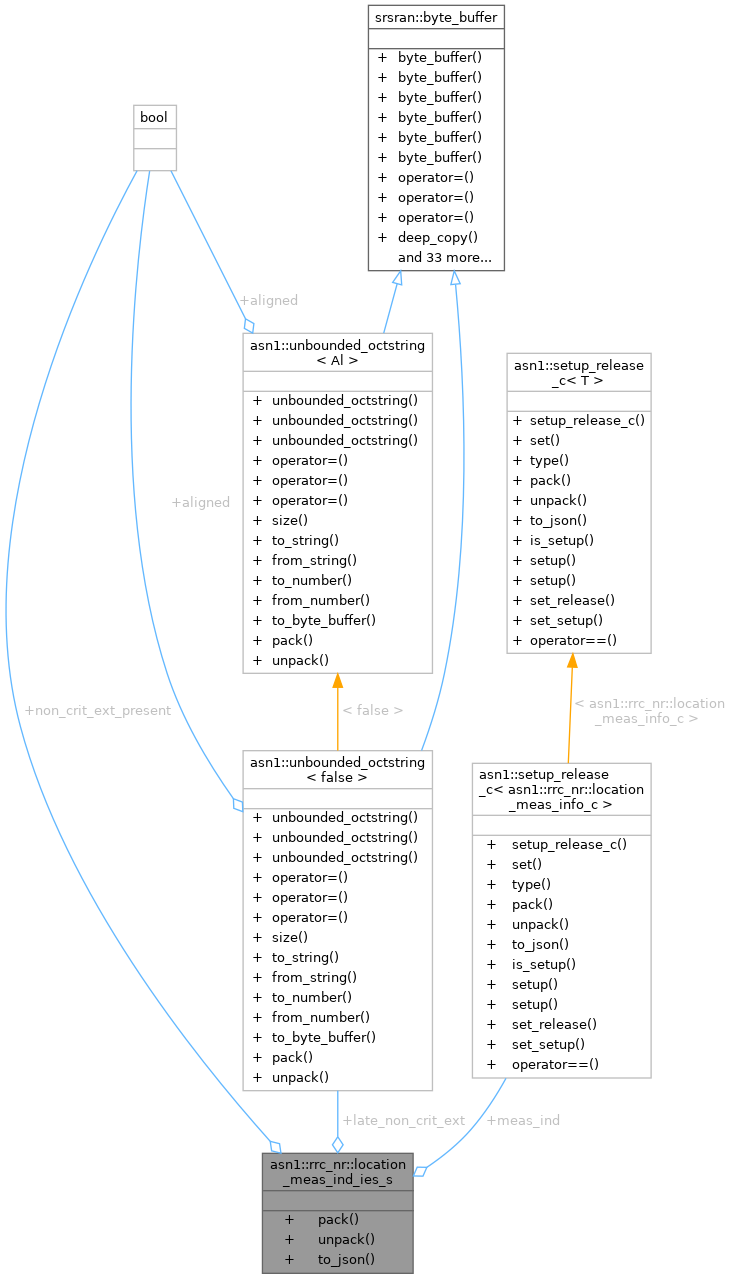 srsran::byte_buffer
+ byte_buffer()
+ byte_buffer()
+ byte_buffer()
+ byte_buffer()
+ byte_buffer()
+ byte_buffer()
+ operator=()
+ operator=()
+ operator=()
+ deep_copy()
and 33 more...
bool
+aligned
asn1::unbounded_octstring
< Al >
+ unbounded_octstring()
+ unbounded_octstring()
+ unbounded_octstring()
+ operator=()
+ operator=()
+ operator=()
+ size()
+ to_string()
+ from_string()
+ to_number()
+ from_number()
+ to_byte_buffer()
+ pack()
+ unpack()
asn1::setup_release
_c< T >
+ setup_release_c()
+ set()
+ type()
+ pack()
+ unpack()
+ to_json()
+ is_setup()
+ setup()
+ setup()
+ set_release()
+ set_setup()
+ operator==()
+aligned
+non_crit_ext_present
< false >
< asn1::rrc_nr::location
_meas_info_c >
asn1::unbounded_octstring
< false >
+ unbounded_octstring()
+ unbounded_octstring()
+ unbounded_octstring()
+ operator=()
+ operator=()
+ operator=()
+ size()
+ to_string()
+ from_string()
+ to_number()
+ from_number()
+ to_byte_buffer()
+ pack()
+ unpack()
asn1::setup_release
_c< asn1::rrc_nr::location
_meas_info_c >
+ setup_release_c()
+ set()
+ type()
+ pack()
+ unpack()
+ to_json()
+ is_setup()
+ setup()
+ setup()
+ set_release()
+ set_setup()
+ operator==()
+late_non_crit_ext
+meas_ind
asn1::rrc_nr::location
_meas_ind_ies_s
+ pack()
+ unpack()
+ to_json()